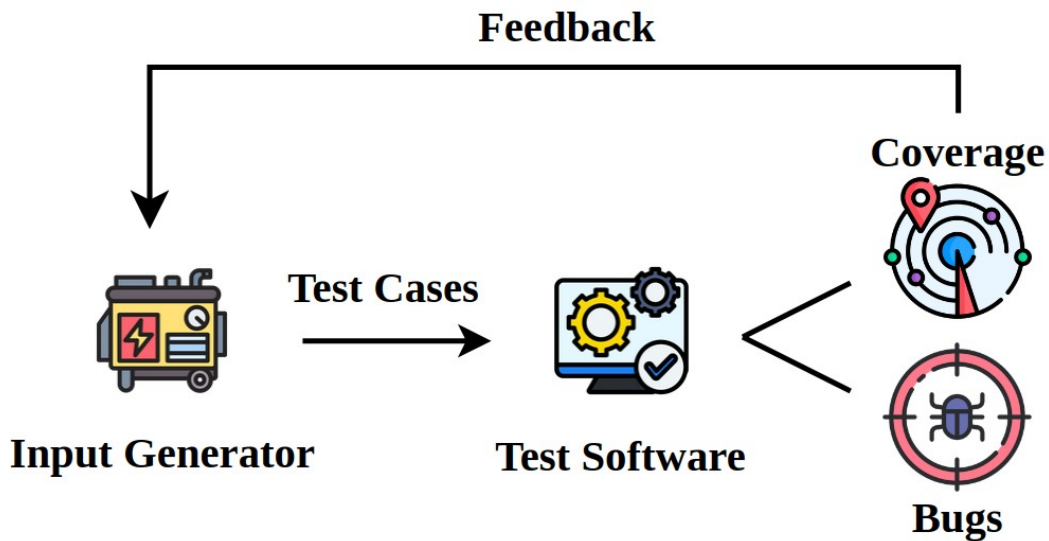 Feedback
Coverage
Test Cases
Input Generator
Test Software
Bugs